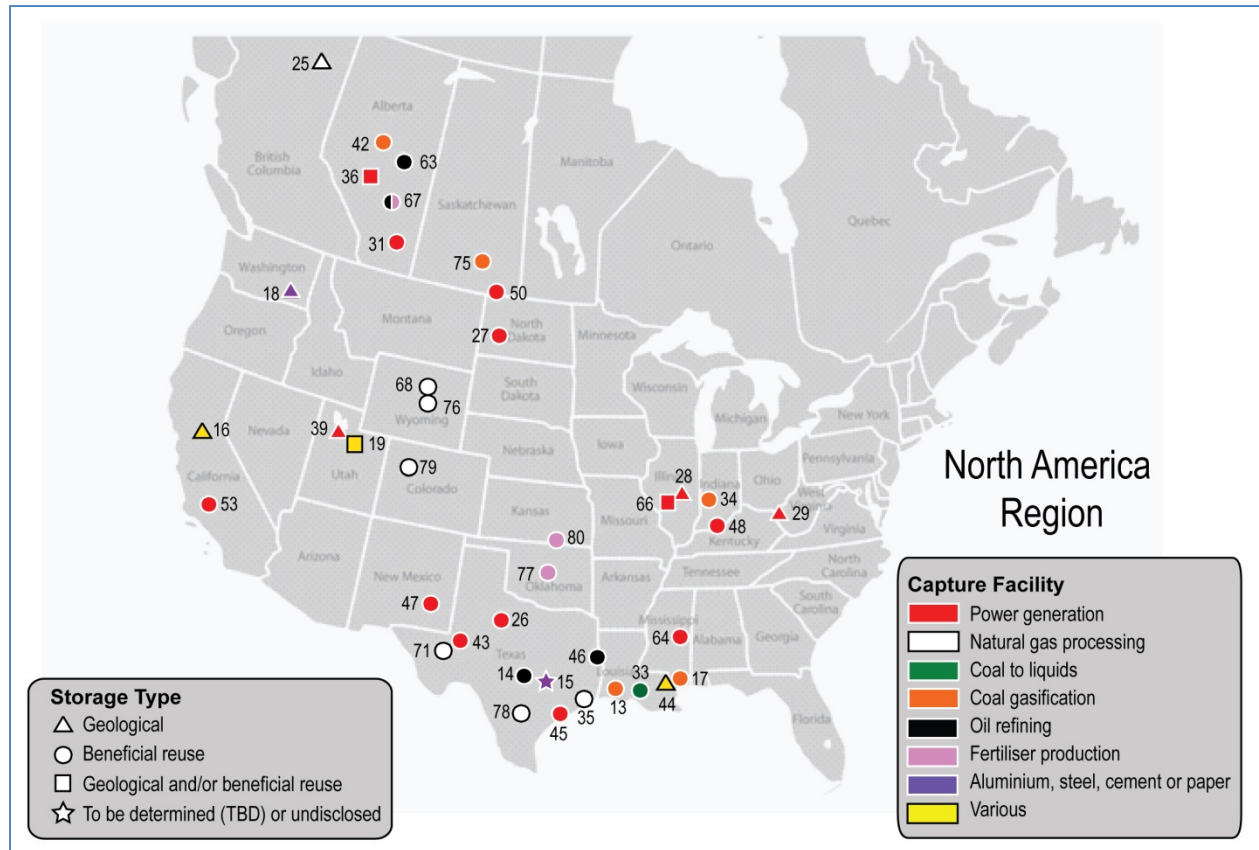 25
Alberta
42
63
British
Columbia
36
Manitoba
67
Saskatchewan
Quebec
31
Ontario
75
Washington
18
50
Montana
North
Dakota
27
Minnesota
Oregon
Idaho
68
South
Dakota
Wisconsin
76
Wyoming
Michigan
New York
16
Nevada
39
19
Nebraska
Iowa
Pennsylvania
California
Utah
79
Colorado
28
Illinois
Indiana
Ohio
North America
Region
53
66
34
West
Virginia
29
Kansas
Missouri
48
Virginia
Kentucky
80
Arizona
New Mexico
77
Oklahoma
Arkansas
Tennessee
North
Carolina
South
Carolina
47
26
Mississippi
Alabama
Georgia
43
64
71
Texas
46
Louisiana
14
15
33
17
13
44
78
35
45
Florida
Storage Type
Geological
Beneficial reuse
Geological and/or beneficial reuse
To be determined (TBD) or undisclosed
Capture Facility
Power generation
Natural gas processing
Coal to liquids
Coal gasification
Oil refining
Fertiliser production
Aluminium, steel, cement or paper
Various